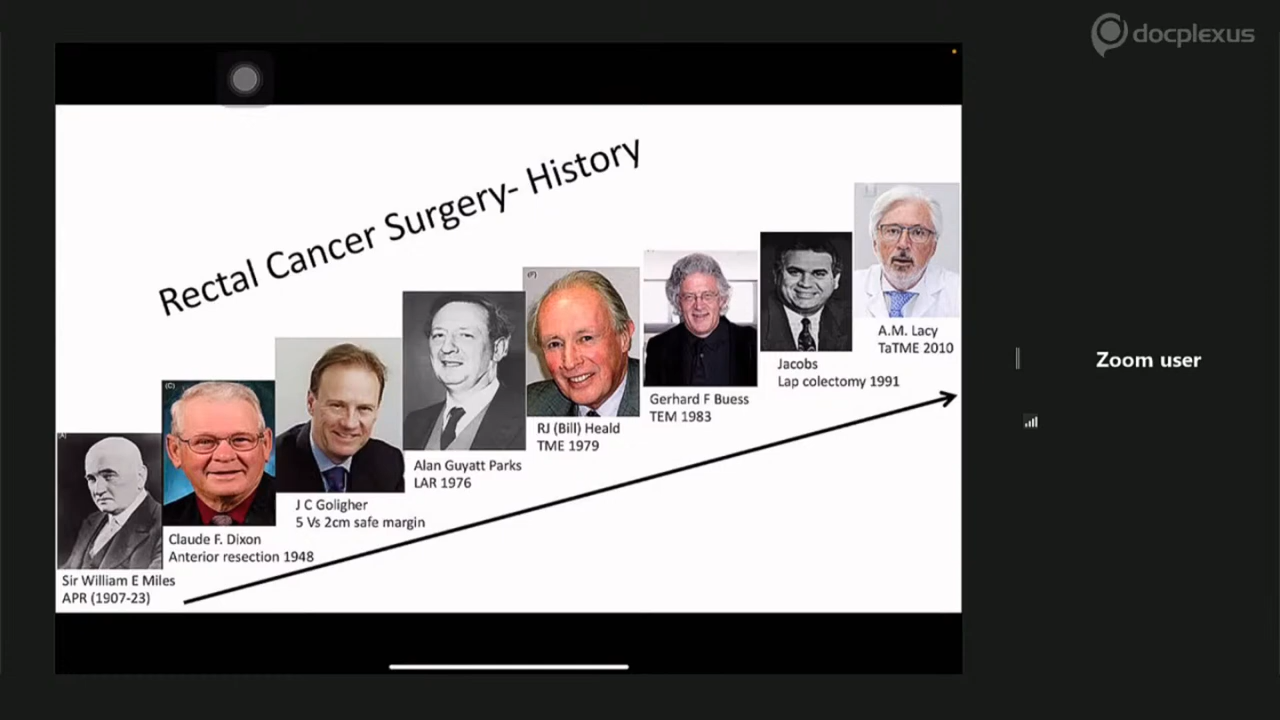 docplexus
Rectal Cancer Surgery- History
Sir William E Miles
APR (1907-23)
(C)
Claude F. Dixon
Anterior resection 1948
J C Goligher
5 Vs 2cm safe margin
Alan Guyatt Parks
LAR 1976
RJ (Bill) Heald
TME 1979
Gerhard F Buess
TEM 1983
Jacobs
Lap colectomy 1991
A.M. Lacy
TaTME 2010
Zoom user